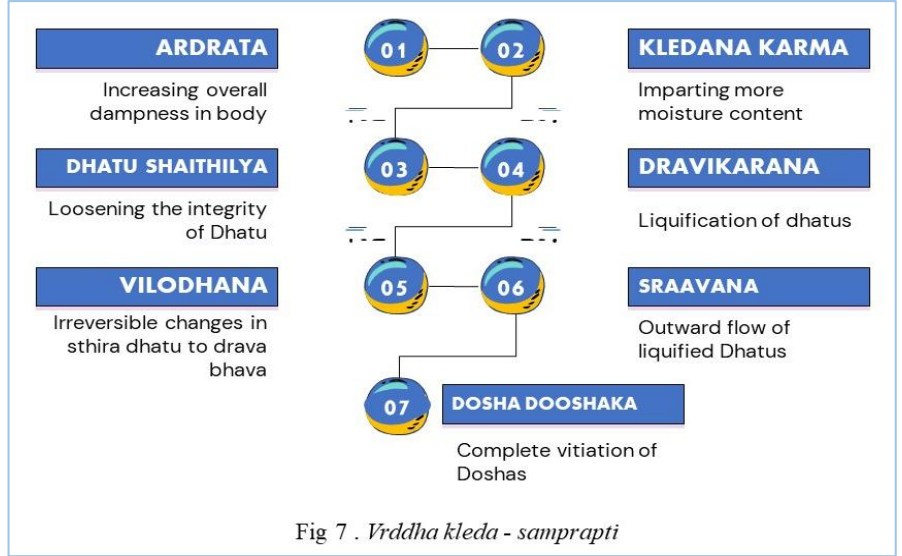 ARDRATA
Increasing overall
dampness in body
01
02
KLEDANA KARMA
Imparting more
moisture content
DHATU SHAITHILYA
Loosening the integrity
of Dhatu
03
04
DRAVIKARANA
Liquification of dhatus
VILODHANA
Irreversible changes in
sthira dhatu to drava
bhava
05
06
SRAAVANA
Outward flow of
liquified Dhatus
07
DOSHA DOOSHAKA
Complete vitiation of
Doshas
Fig 7 . Vrddha kleda - samprapti